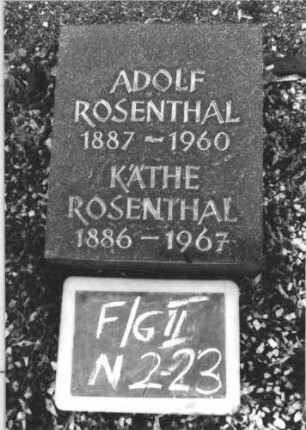 ADOLF
ROSENTHAL
1887 – 1960
KÄTHE
ROSENTHAL
1886 – 1967
F/G II
N 2-23